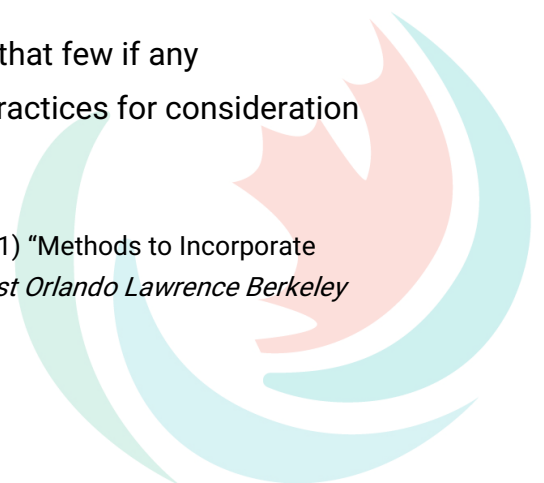 that few if any
ractices for consideration
1) “Methods to Incorporate
st Orlando Lawrence Berkeley